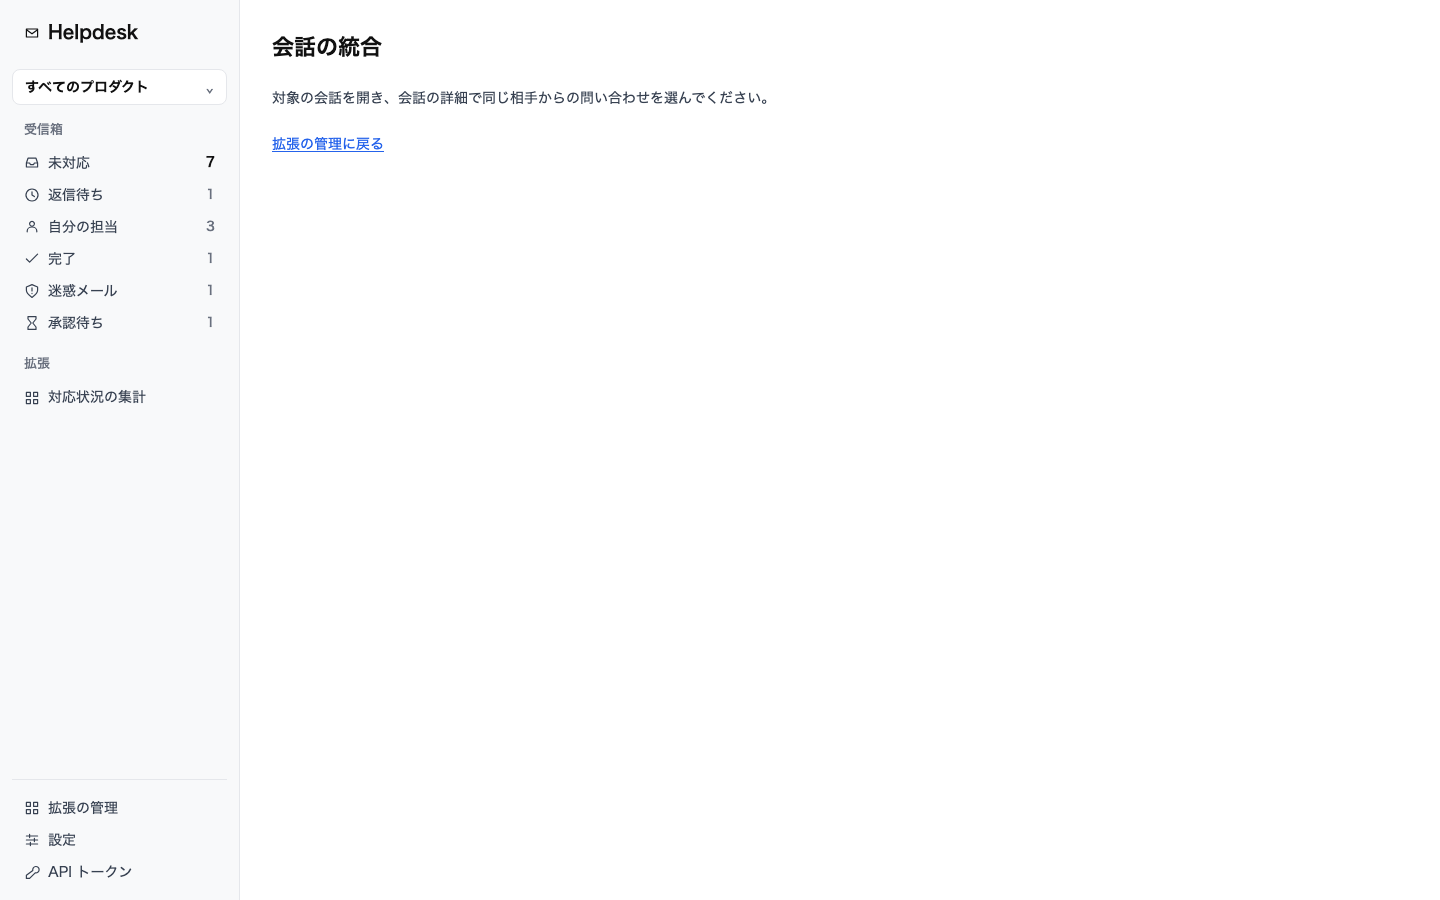 Helpdesk
すべてのプロダクト
受信箱
未対応 7
返信待ち 1
自分の担当 3
完了 1
迷惑メール 1
承認待ち 1
拡張
対応状況の集計
拡張の管理
設定
API トークン
会話の統合
対象の会話を開き、会話の詳細で同じ相手からの問い合わせを選んでください。
拡張の管理に戻る